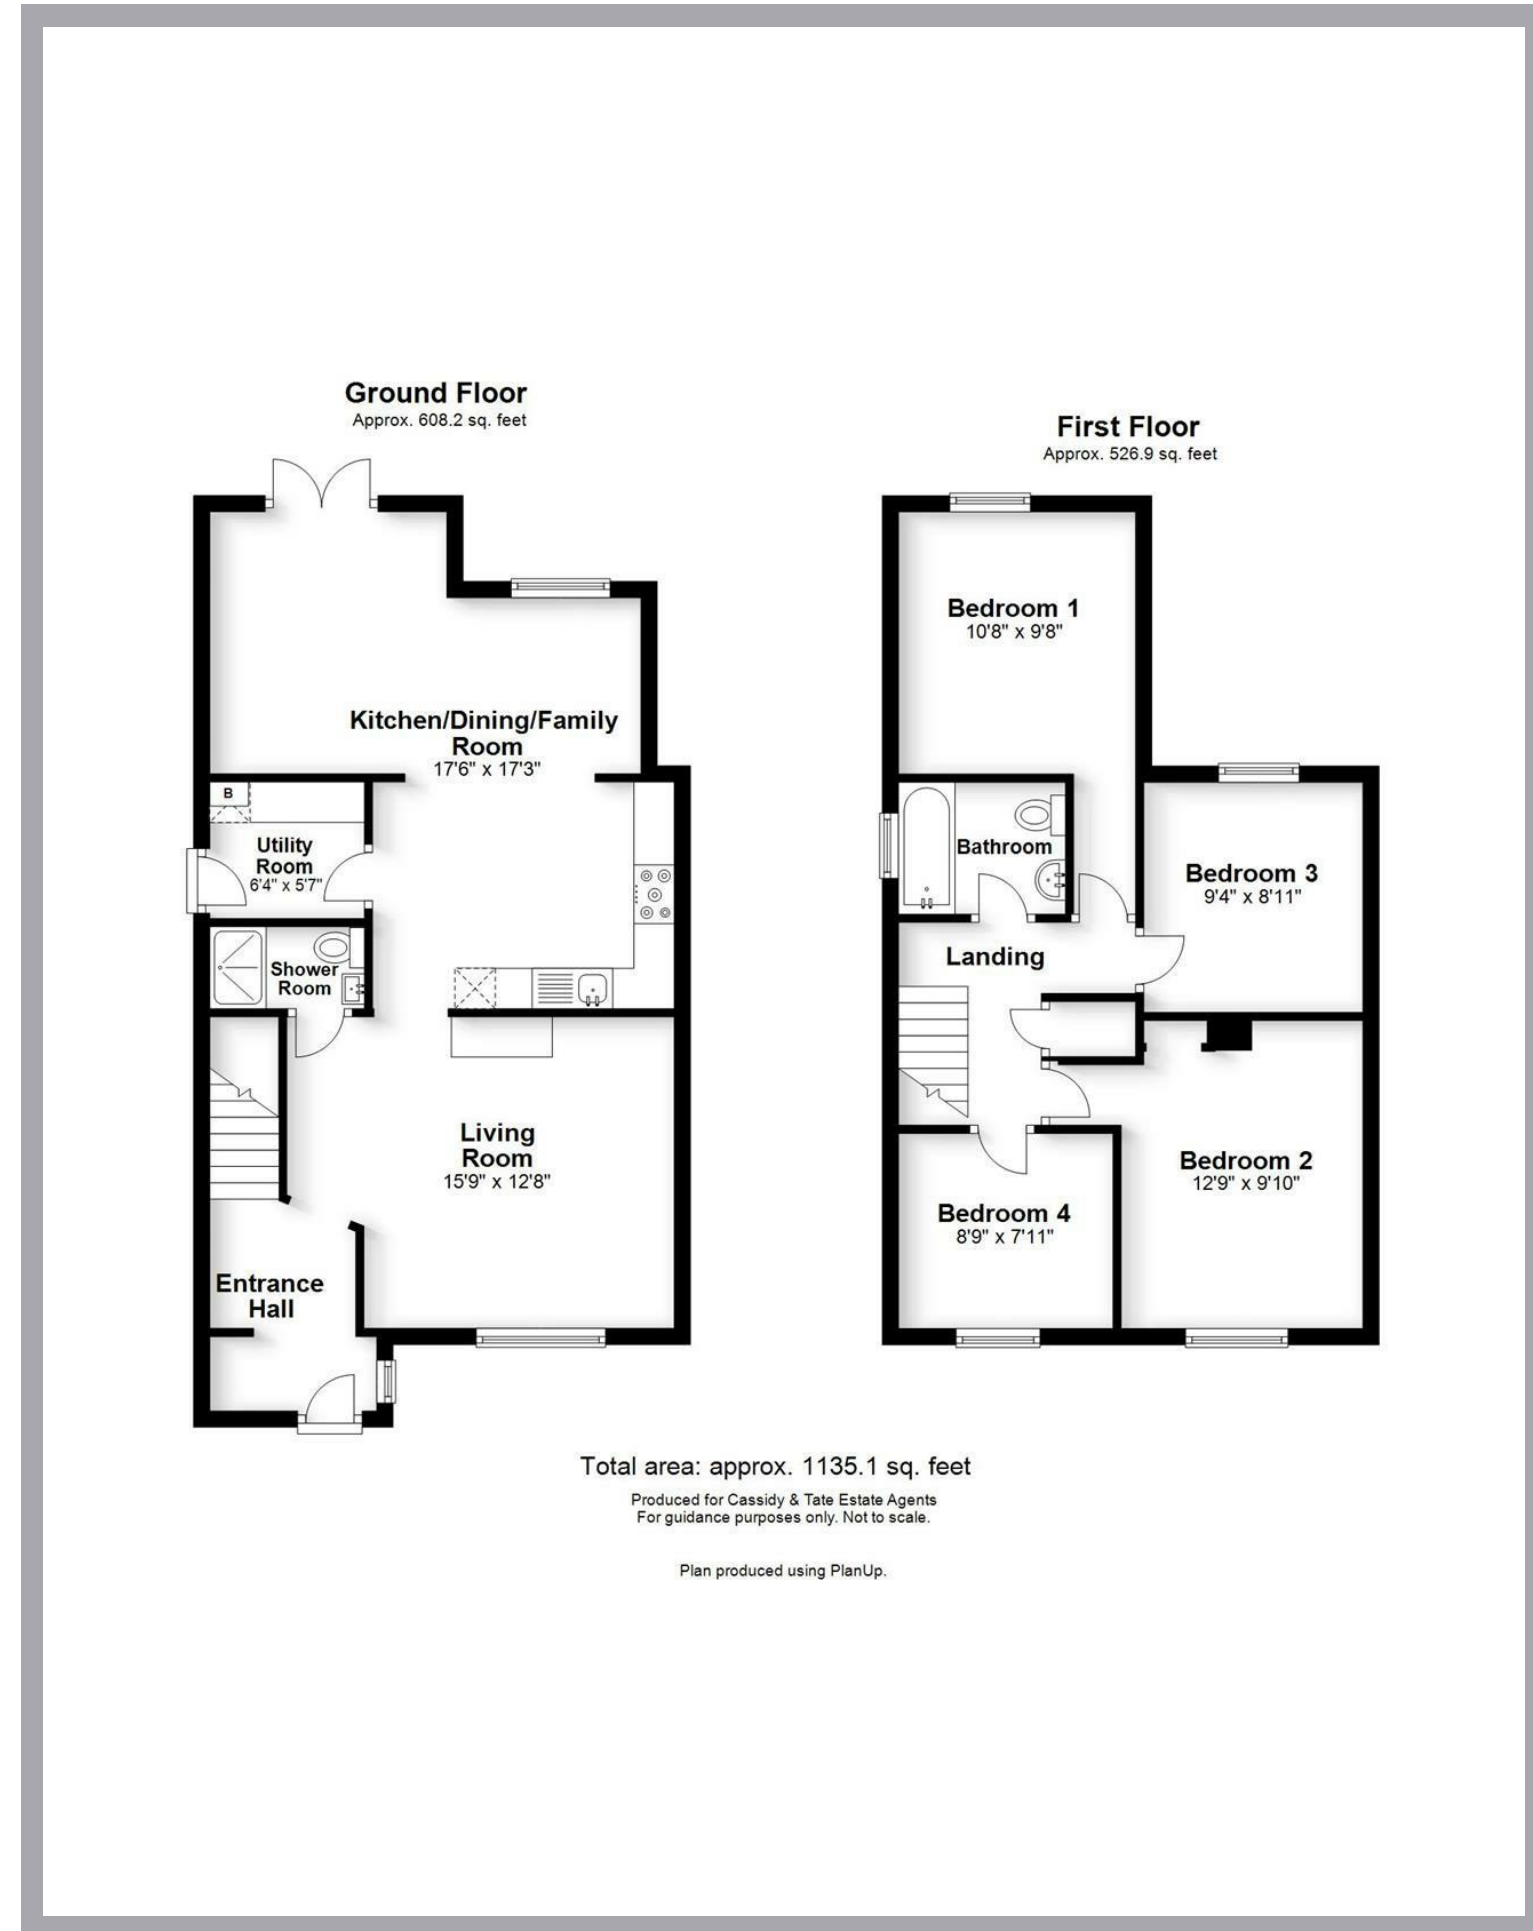 Ground Floor
Approx. 608.2 sq. feet
Kitchen/Dining/Family
Room
17'6" x 17'3"
B
Utility
Room
6'4" x 5'7"
Shower
Room
Living
Room
15'9" x 12'8"
Entrance
Hall
First Floor
Approx. 526.9 sq. feet
Bedroom 1
10'8" x 9'8"
Bathroom
Bedroom 3
9'4" x 8'11"
Landing
Bedroom 2
12'9" x 9'10"
Bedroom 4
8'9" x 7'11"
Total area: approx. 1135.1 sq. feet
Produced for Cassidy & Tate Estate Agents
For guidance purposes only. Not to scale.
Plan produced using PlanUp.